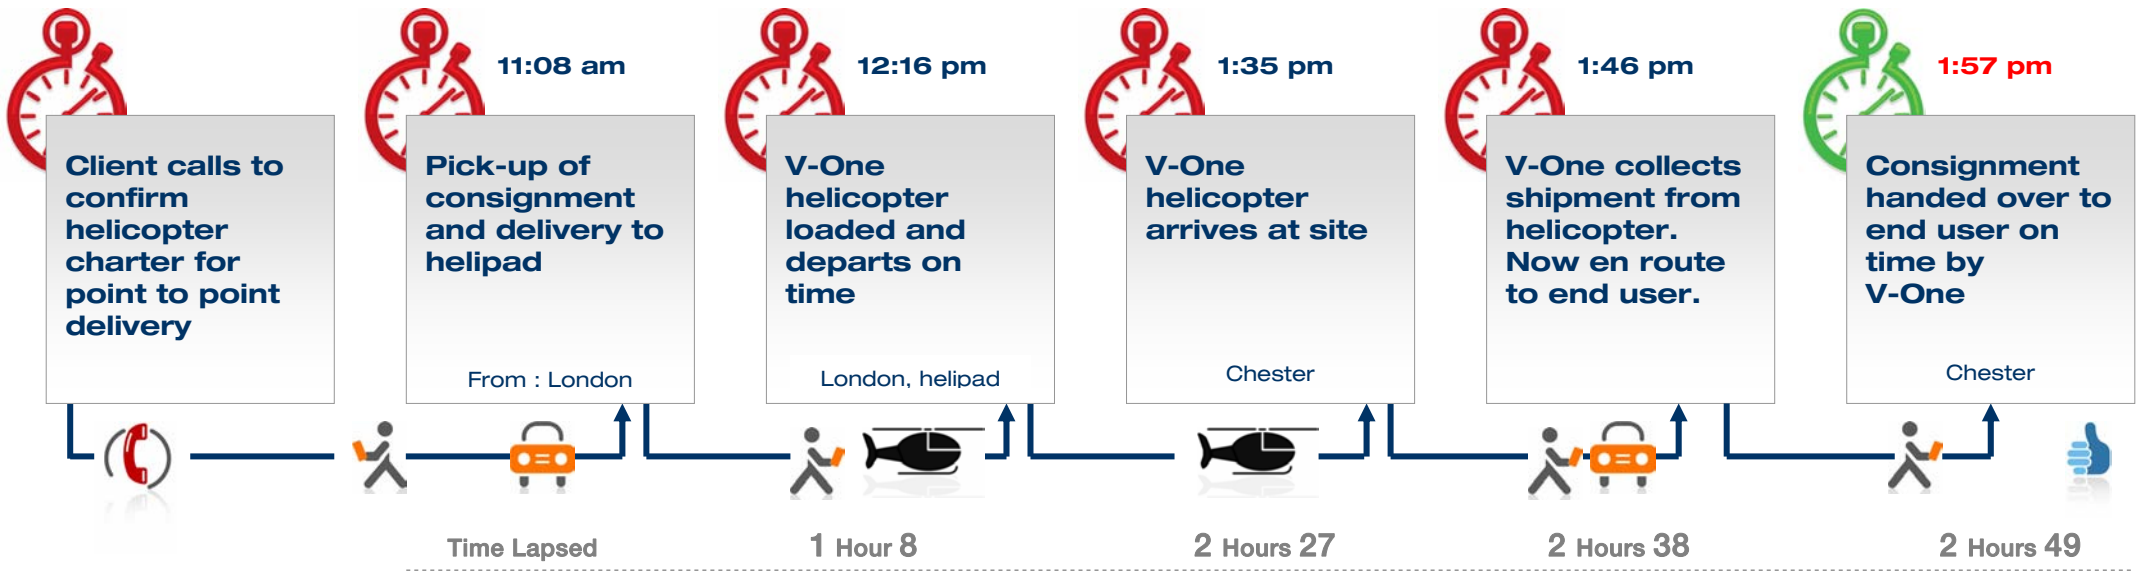 11:08 am
12:16 pm
1:35 pm
1:46 pm
1:57 pm
Client calls to
confirm
helicopter
charter for
point to point
delivery
Pick-up of
consignment
and delivery to
helipad
From : London
V-One
helicopter
loaded and
departs on
time
London, helipad
V-One
helicopter
arrives at site
Chester
V-One collects
shipment from
helicopter.
Now en route
to end user.
Consignment
handed over to
end user on
time by
V-One
Chester
Time Lapsed
1 Hour 8
2 Hours 27
2 Hours 38
2 Hours 49